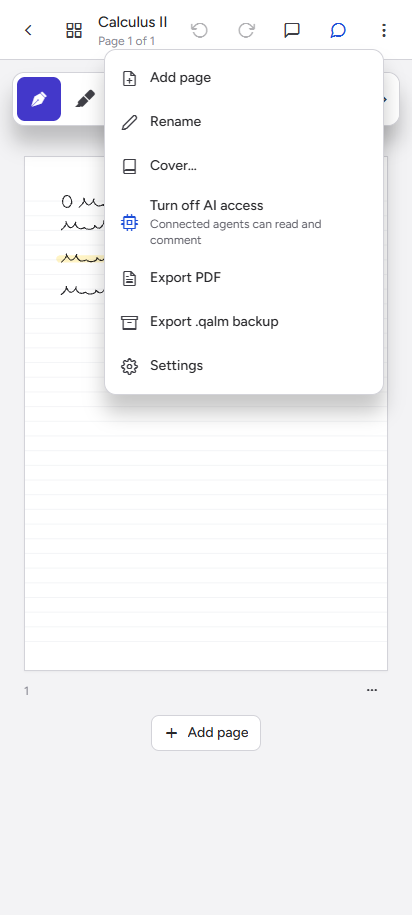 Calculus II
Page 1 of 1
Add page
Rename
Cover...
Turn off AI access
Connected agents can read and
comment
Export PDF
Export .qalm backup
Settings
1
Add page